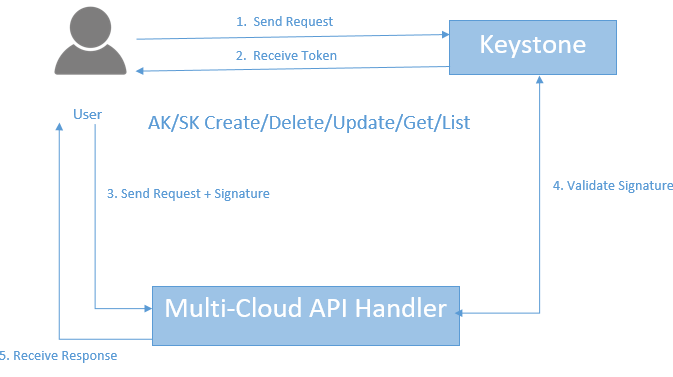 1. Send Request
Keystone
2. Receive Token
User
AK/SK Create/Delete/Update/Get/List
3. Send Request + Signature
4. Validate Signature
Multi-Cloud API Handler
5. Receive Response